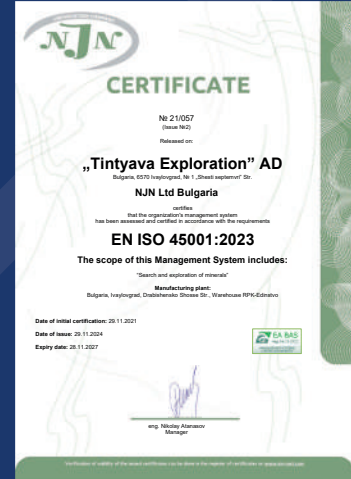 NJN
CERTIFICATE
№ 21/057
(Issue №2)
Released on:
„Tintyava Exploration” AD
Bulgaria, 6570 Ivaylovgrad, № 1 „Shesti septemvri” Str.
NJN Ltd Bulgaria
certifies
that the organization's management system
has been assessed and certified in accordance with the requirements
EN ISO 45001:2023
The scope of this Management System includes:
"Search and exploration of minerals"
Manufacturing plant:
Bulgaria, Ivaylovgrad, Drabishensko Shosse Str., Warehouse RPK-Edinstvo
Date of initial certification: 29.11.2021
Date of issue: 29.11.2024
Expiry date: 28.11.2027
EA BAS
eng. Nikolay Atanasov
Manager